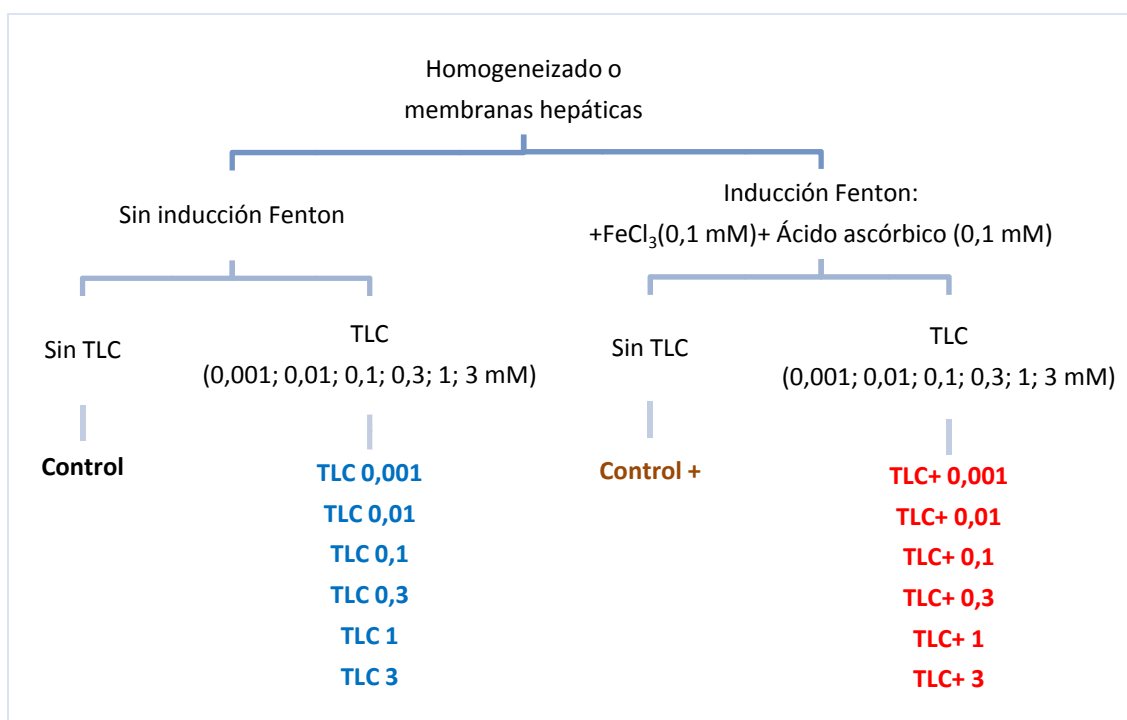 Homogeneizado o
membranas hepáticas
Sin inducción Fenton
Inducción Fenton:
+FeCl₃(0,1 mM)+ Ácido ascórbico (0,1 mM)
Sin TLC
TLC
(0,001; 0,01; 0,1; 0,3; 1; 3 mM)
Sin TLC
TLC
(0,001; 0,01; 0,1; 0,3; 1; 3 mM)
Control
TLC 0,001
TLC 0,01
TLC 0,1
TLC 0,3
TLC 1
TLC 3
Control +
TLC+ 0,001
TLC+ 0,01
TLC+ 0,1
TLC+ 0,3
TLC+ 1
TLC+ 3